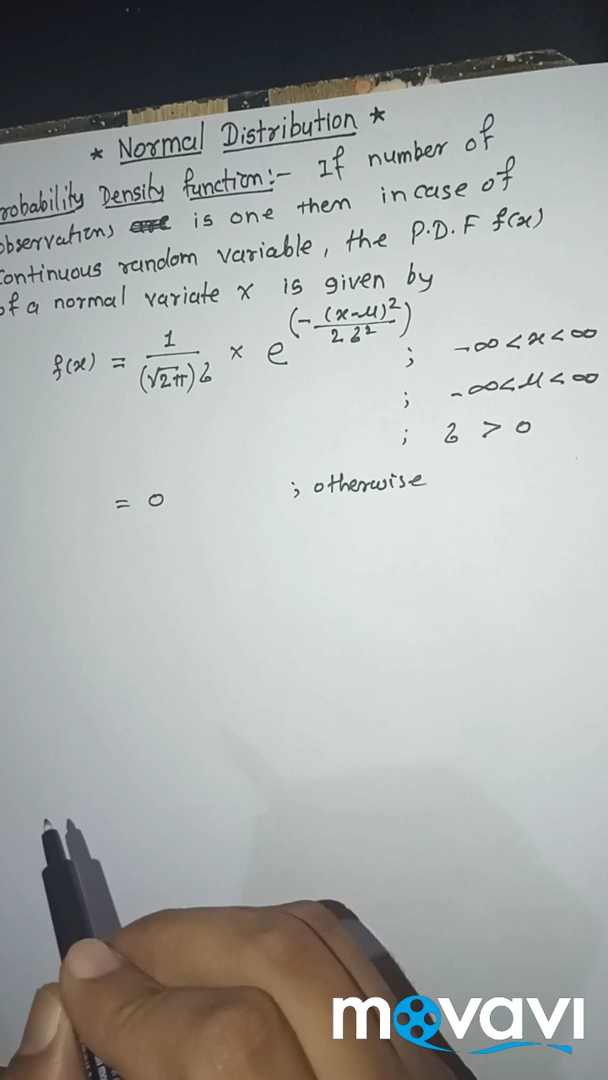 * Normal Distribution *
robability Density function:- If number of
observations is one then in case of
continuous random variable, the P.D.F f(x)
of a normal variate x is given by
f(x) = 1/(√2π)σ × e^(-(x-μ)²/2σ²) ; -∞<x<∞
; -∞<μ<∞
; σ > 0
= 0 ; otherwise
movavi